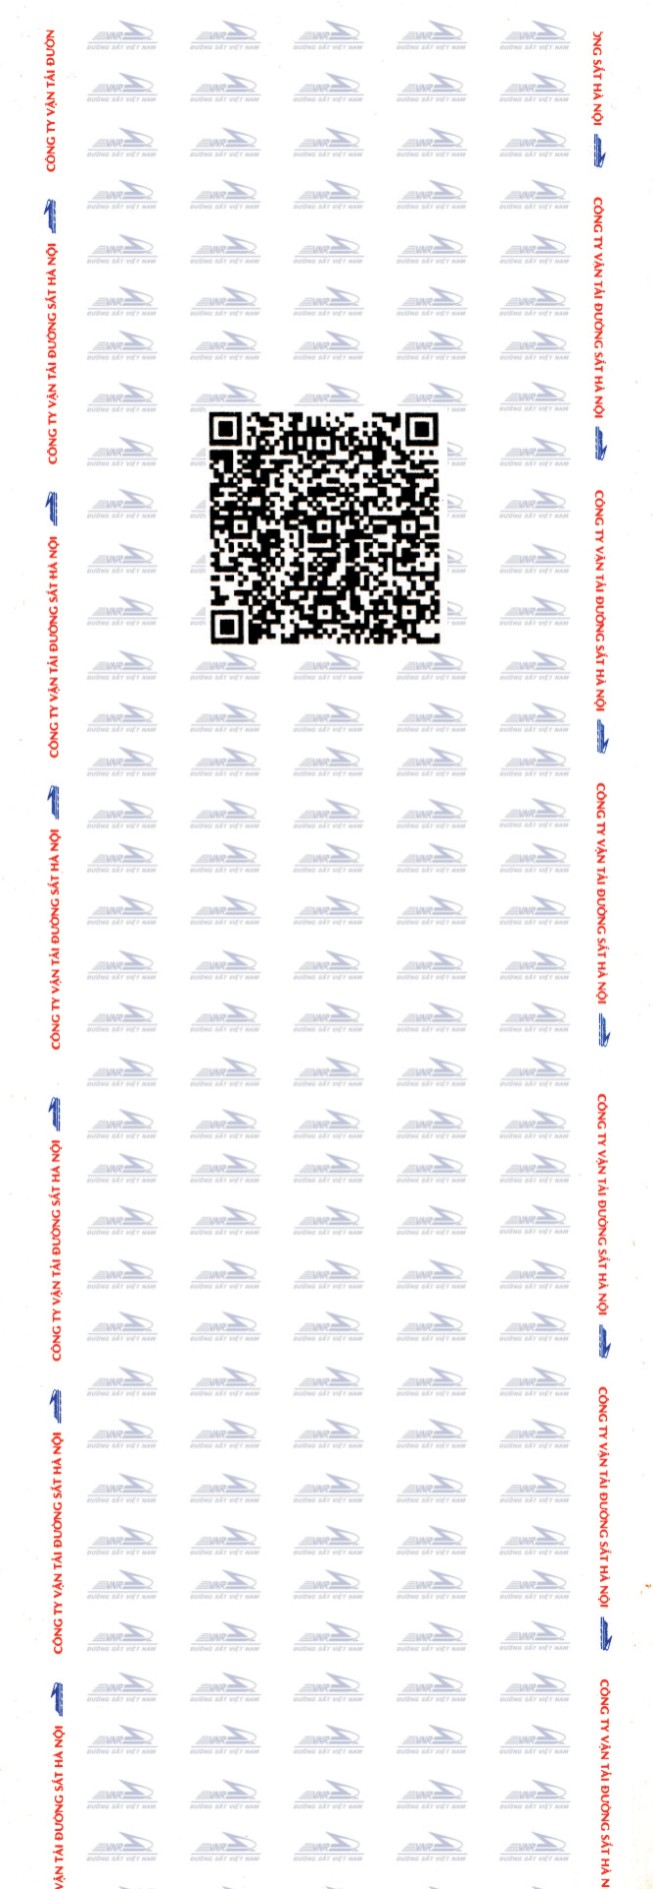 CÔNG TY VẬN TẢI ĐƯỜN
CÔNG TY VẬN TẢI ĐƯỜNG SẮT HÀ NỘI
CÔNG TY VẬN TẢI ĐƯỜNG SẮT HÀ NỘI
CÔNG TY VẬN TẢI ĐƯỜNG SẮT HÀ NỘI
CÔNG TY VẬN TẢI ĐƯỜNG SẮT HÀ NỘI
CÔNG TY VẬN TẢI ĐƯỜNG SẮT HÀ NỘI
VẬN TẢI ĐƯỜNG SẮT HÀ NỘI
VNR
ĐƯỜNG SẮT VIỆT NAM
NG SẮT HÀ NỘI
CÔNG TY VẬN TẢI ĐƯỜNG SẮT HÀ NỘI
CÔNG TY VẬN TẢI ĐƯỜNG SẮT HÀ NỘI
CÔNG TY VẬN TẢI ĐƯỜNG SẮT HÀ NỘI
CÔNG TY VẬN TẢI ĐƯỜNG SẮT HÀ NỘI
CÔNG TY VẬN TẢI ĐƯỜNG SẮT HÀ NỘI
CÔNG TY VẬN TẢI ĐƯỜNG SẮT HÀ N